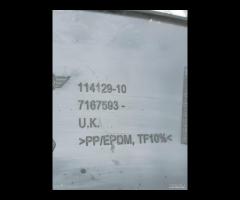 114129-10
7167593-
U.K.
>PP/EPDM, TF10%<